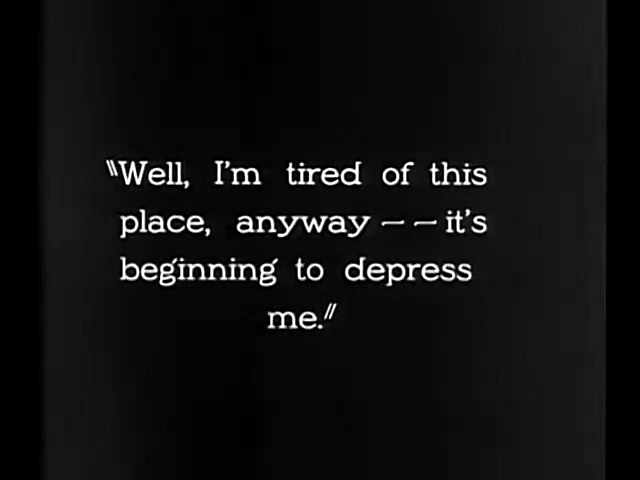 "Well, I'm tired of this
place, anyway — — it's
beginning to depress
me."